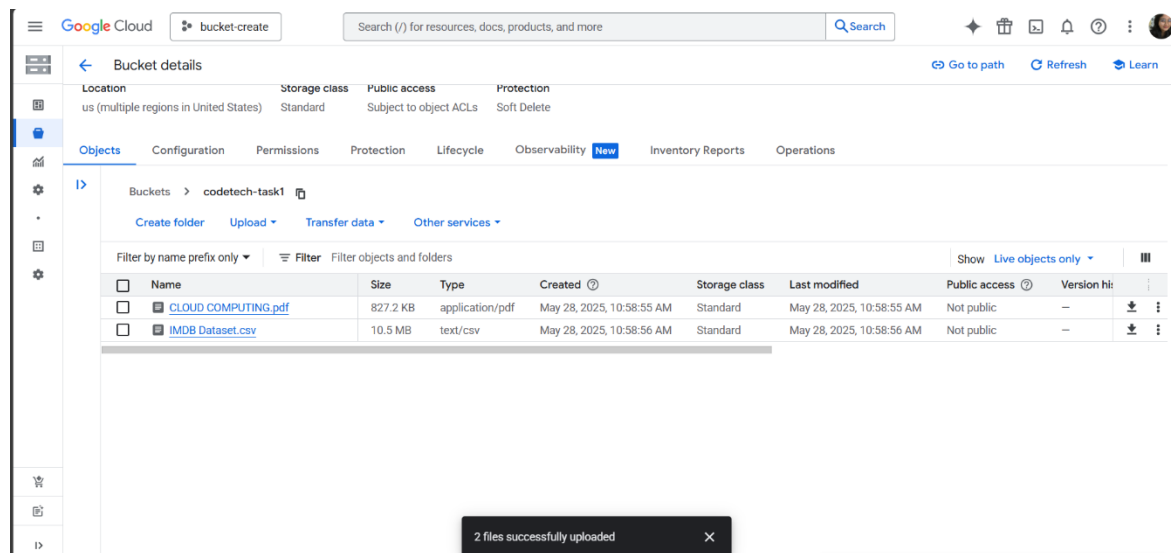 Google Cloud bucket-create Search (/) for resources, docs, products, and more Search
Bucket details Go to path Refresh Learn
Location Storage class Public access Protection
us (multiple regions in United States) Standard Subject to object ACLs Soft Delete
Objects Configuration Permissions Protection Lifecycle Observability New Inventory Reports Operations
Buckets > codetech-task1
Create folder Upload Transfer data Other services
Filter by name prefix only Filter Filter objects and folders Show Live objects only
Name Size Type Created Storage class Last modified Public access Version his
CLOUD COMPUTING.pdf 827.2 KB application/pdf May 28, 2025, 10:58:55 AM Standard May 28, 2025, 10:58:55 AM Not public –
IMDB Dataset.csv 10.5 MB text/csv May 28, 2025, 10:58:56 AM Standard May 28, 2025, 10:58:56 AM Not public –
2 files successfully uploaded